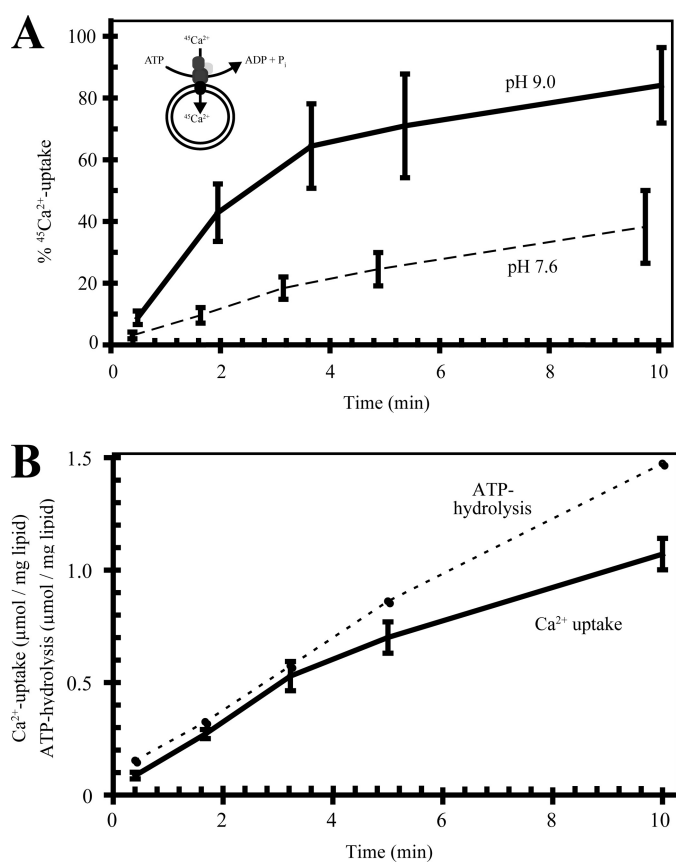 A
100
80
60
40
20
0
% ⁴⁵Ca²⁺-uptake
⁴⁵Ca²⁺
ATP
ADP + Pᵢ
⁴⁵Ca²⁺
pH 9.0
pH 7.6
0 2 4 6 8 10
Time (min)
B
1.5
1.0
0.5
0
Ca²⁺-uptake (µmol / mg lipid)
ATP-hydrolysis (µmol / mg lipid)
ATP-
hydrolysis
Ca²⁺ uptake
0 2 4 6 8 10
Time (min)